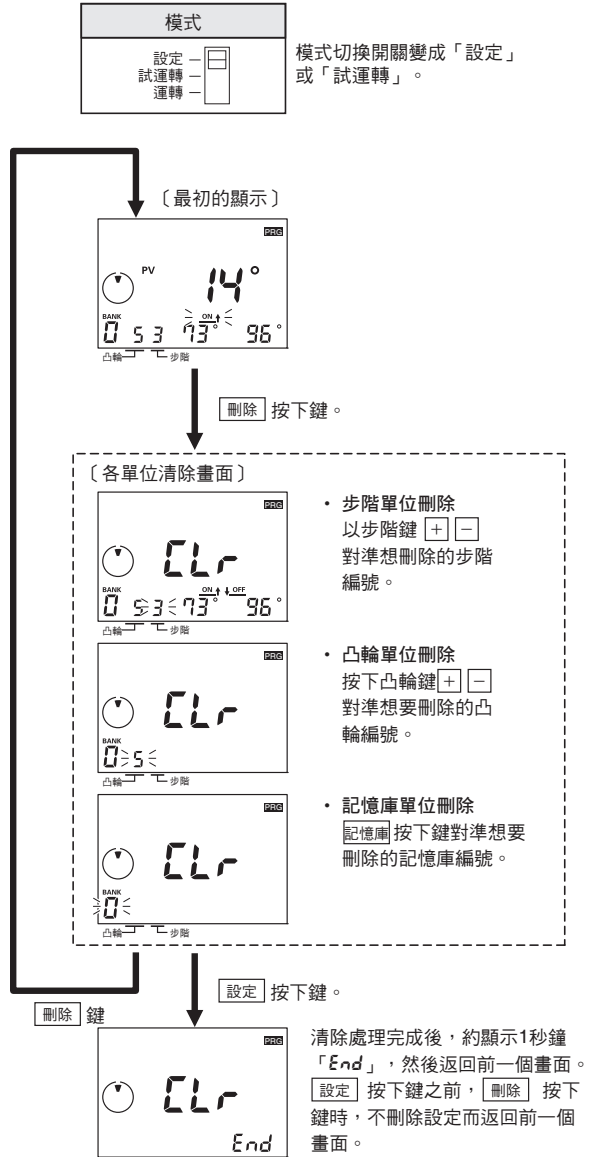 模式
設定
試運轉
運轉
模式切換開關變成「設定」
或「試運轉」。
〔最初的顯示〕
PRG
PV 14°
BANK ON
0 5 3 73° 96°
凸輪 步階
刪除 按下鍵。
〔各單位清除畫面〕
PRG
CLr
BANK ON OFF
0 5 3 73° 96°
凸輪 步階
・ 步階單位刪除
以步階鍵 + −
對準想刪除的步階
編號。
PRG
CLr
BANK
0 5
凸輪 步階
・ 凸輪單位刪除
按下凸輪鍵 + −
對準想要刪除的凸
輪編號。
PRG
CLr
BANK
0
凸輪 步階
・ 記憶庫單位刪除
記憶庫 按下鍵對準想要
刪除的記憶庫編號。
設定 按下鍵。
刪除 鍵
PRG
CLr
End
清除處理完成後，約顯示1秒鐘
「End」，然後返回前一個畫面。
設定 按下鍵之前，刪除 按下
鍵時，不刪除設定而返回前一個
畫面。